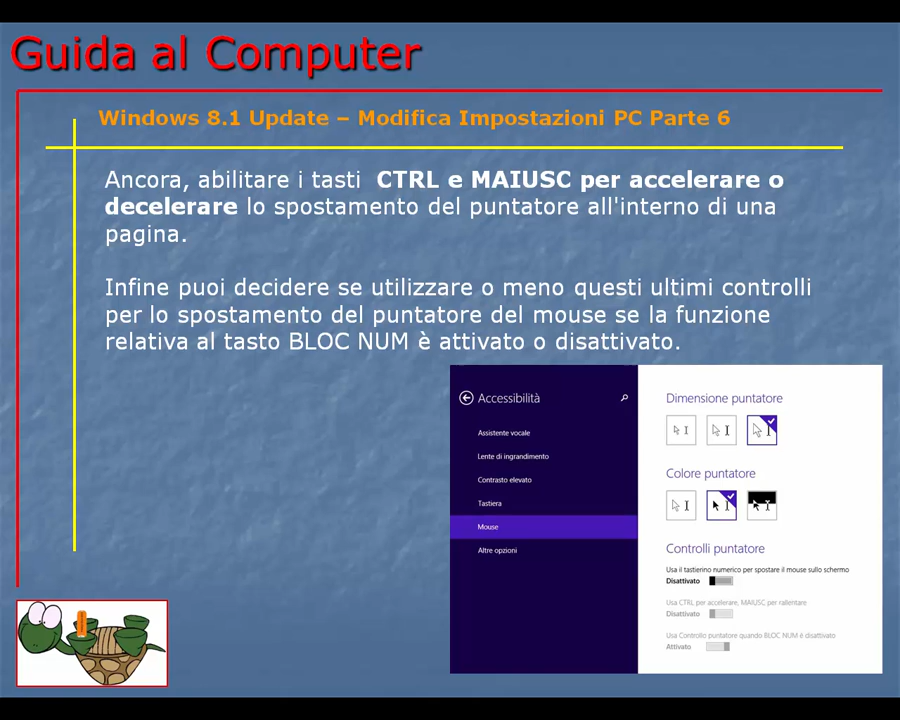 Guida al Computer
Windows 8.1 Update – Modifica Impostazioni PC Parte 6
Ancora, abilitare i tasti CTRL e MAIUSC per accelerare o
decelerare lo spostamento del puntatore all'interno di una
pagina.
Infine puoi decidere se utilizzare o meno questi ultimi controlli
per lo spostamento del puntatore del mouse se la funzione
relativa al tasto BLOC NUM è attivato o disattivato.
Accessibilità
Assistente vocale
Lente di ingrandimento
Contrasto elevato
Tastiera
Mouse
Altre opzioni
Dimensione puntatore
Colore puntatore
Controlli puntatore
Usa il tastierino numerico per spostare il mouse sullo schermo
Disattivato
Usa CTRL per accelerare, MAIUSC per rallentare
Disattivato
Usa Controllo puntatore quando BLOC NUM è disattivato
Attivato